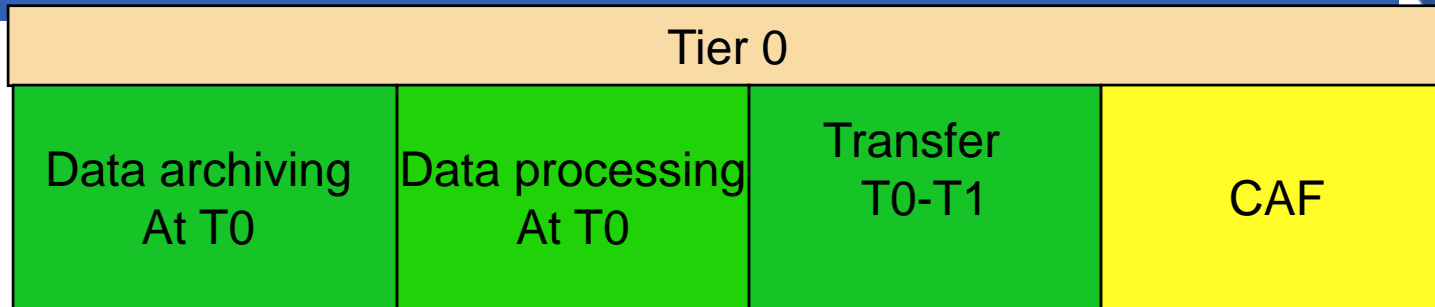 Tier 0
Data archiving
At T0
Data processing
At T0
Transfer
T0-T1
CAF